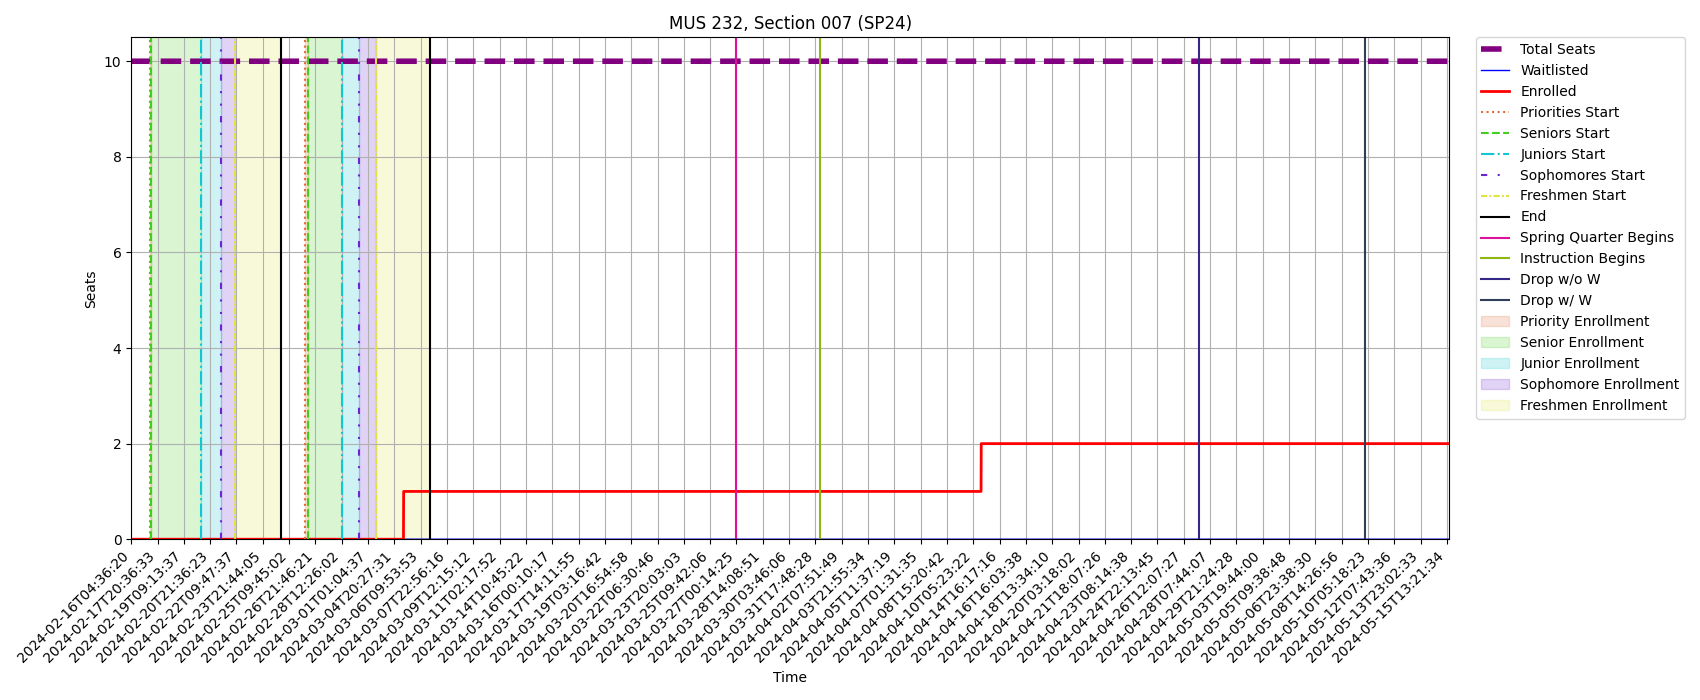 MUS 232, Section 007 (SP24)
Seats
10
8
6
4
2
0
2024-02-16T04:36:20
2024-02-17T20:36:33
2024-02-19T09:13:37
2024-02-20T21:36:23
2024-02-22T09:47:37
2024-02-23T21:44:05
2024-02-25T09:45:02
2024-02-26T21:46:21
2024-02-28T12:26:02
2024-03-01T01:04:37
2024-03-04T20:27:31
2024-03-06T09:53:53
2024-03-07T22:56:16
2024-03-09T12:15:12
2024-03-11T02:17:52
2024-03-14T10:45:22
2024-03-16T00:10:17
2024-03-17T14:11:55
2024-03-19T03:16:42
2024-03-20T16:54:58
2024-03-22T06:30:46
2024-03-23T20:03:03
2024-03-25T09:42:06
2024-03-27T00:14:25
2024-03-28T14:08:51
2024-03-30T03:46:06
2024-03-31T17:48:28
2024-04-02T07:51:49
2024-04-03T21:55:34
2024-04-05T11:37:19
2024-04-07T01:31:35
2024-04-08T15:20:42
2024-04-10T05:23:22
2024-04-14T16:17:16
2024-04-16T16:03:38
2024-04-18T13:34:10
2024-04-20T03:18:02
2024-04-21T18:07:26
2024-04-23T08:14:38
2024-04-24T22:13:45
2024-04-26T12:07:27
2024-04-28T07:44:07
2024-04-29T21:24:28
2024-05-03T19:44:00
2024-05-05T09:38:48
2024-05-06T23:38:30
2024-05-08T14:26:56
2024-05-10T05:18:23
2024-05-12T07:43:36
2024-05-13T23:02:33
2024-05-15T13:21:34
Time
Total Seats
Waitlisted
Enrolled
Priorities Start
Seniors Start
Juniors Start
Sophomores Start
Freshmen Start
End
Spring Quarter Begins
Instruction Begins
Drop w/o W
Drop w/ W
Priority Enrollment
Senior Enrollment
Junior Enrollment
Sophomore Enrollment
Freshmen Enrollment